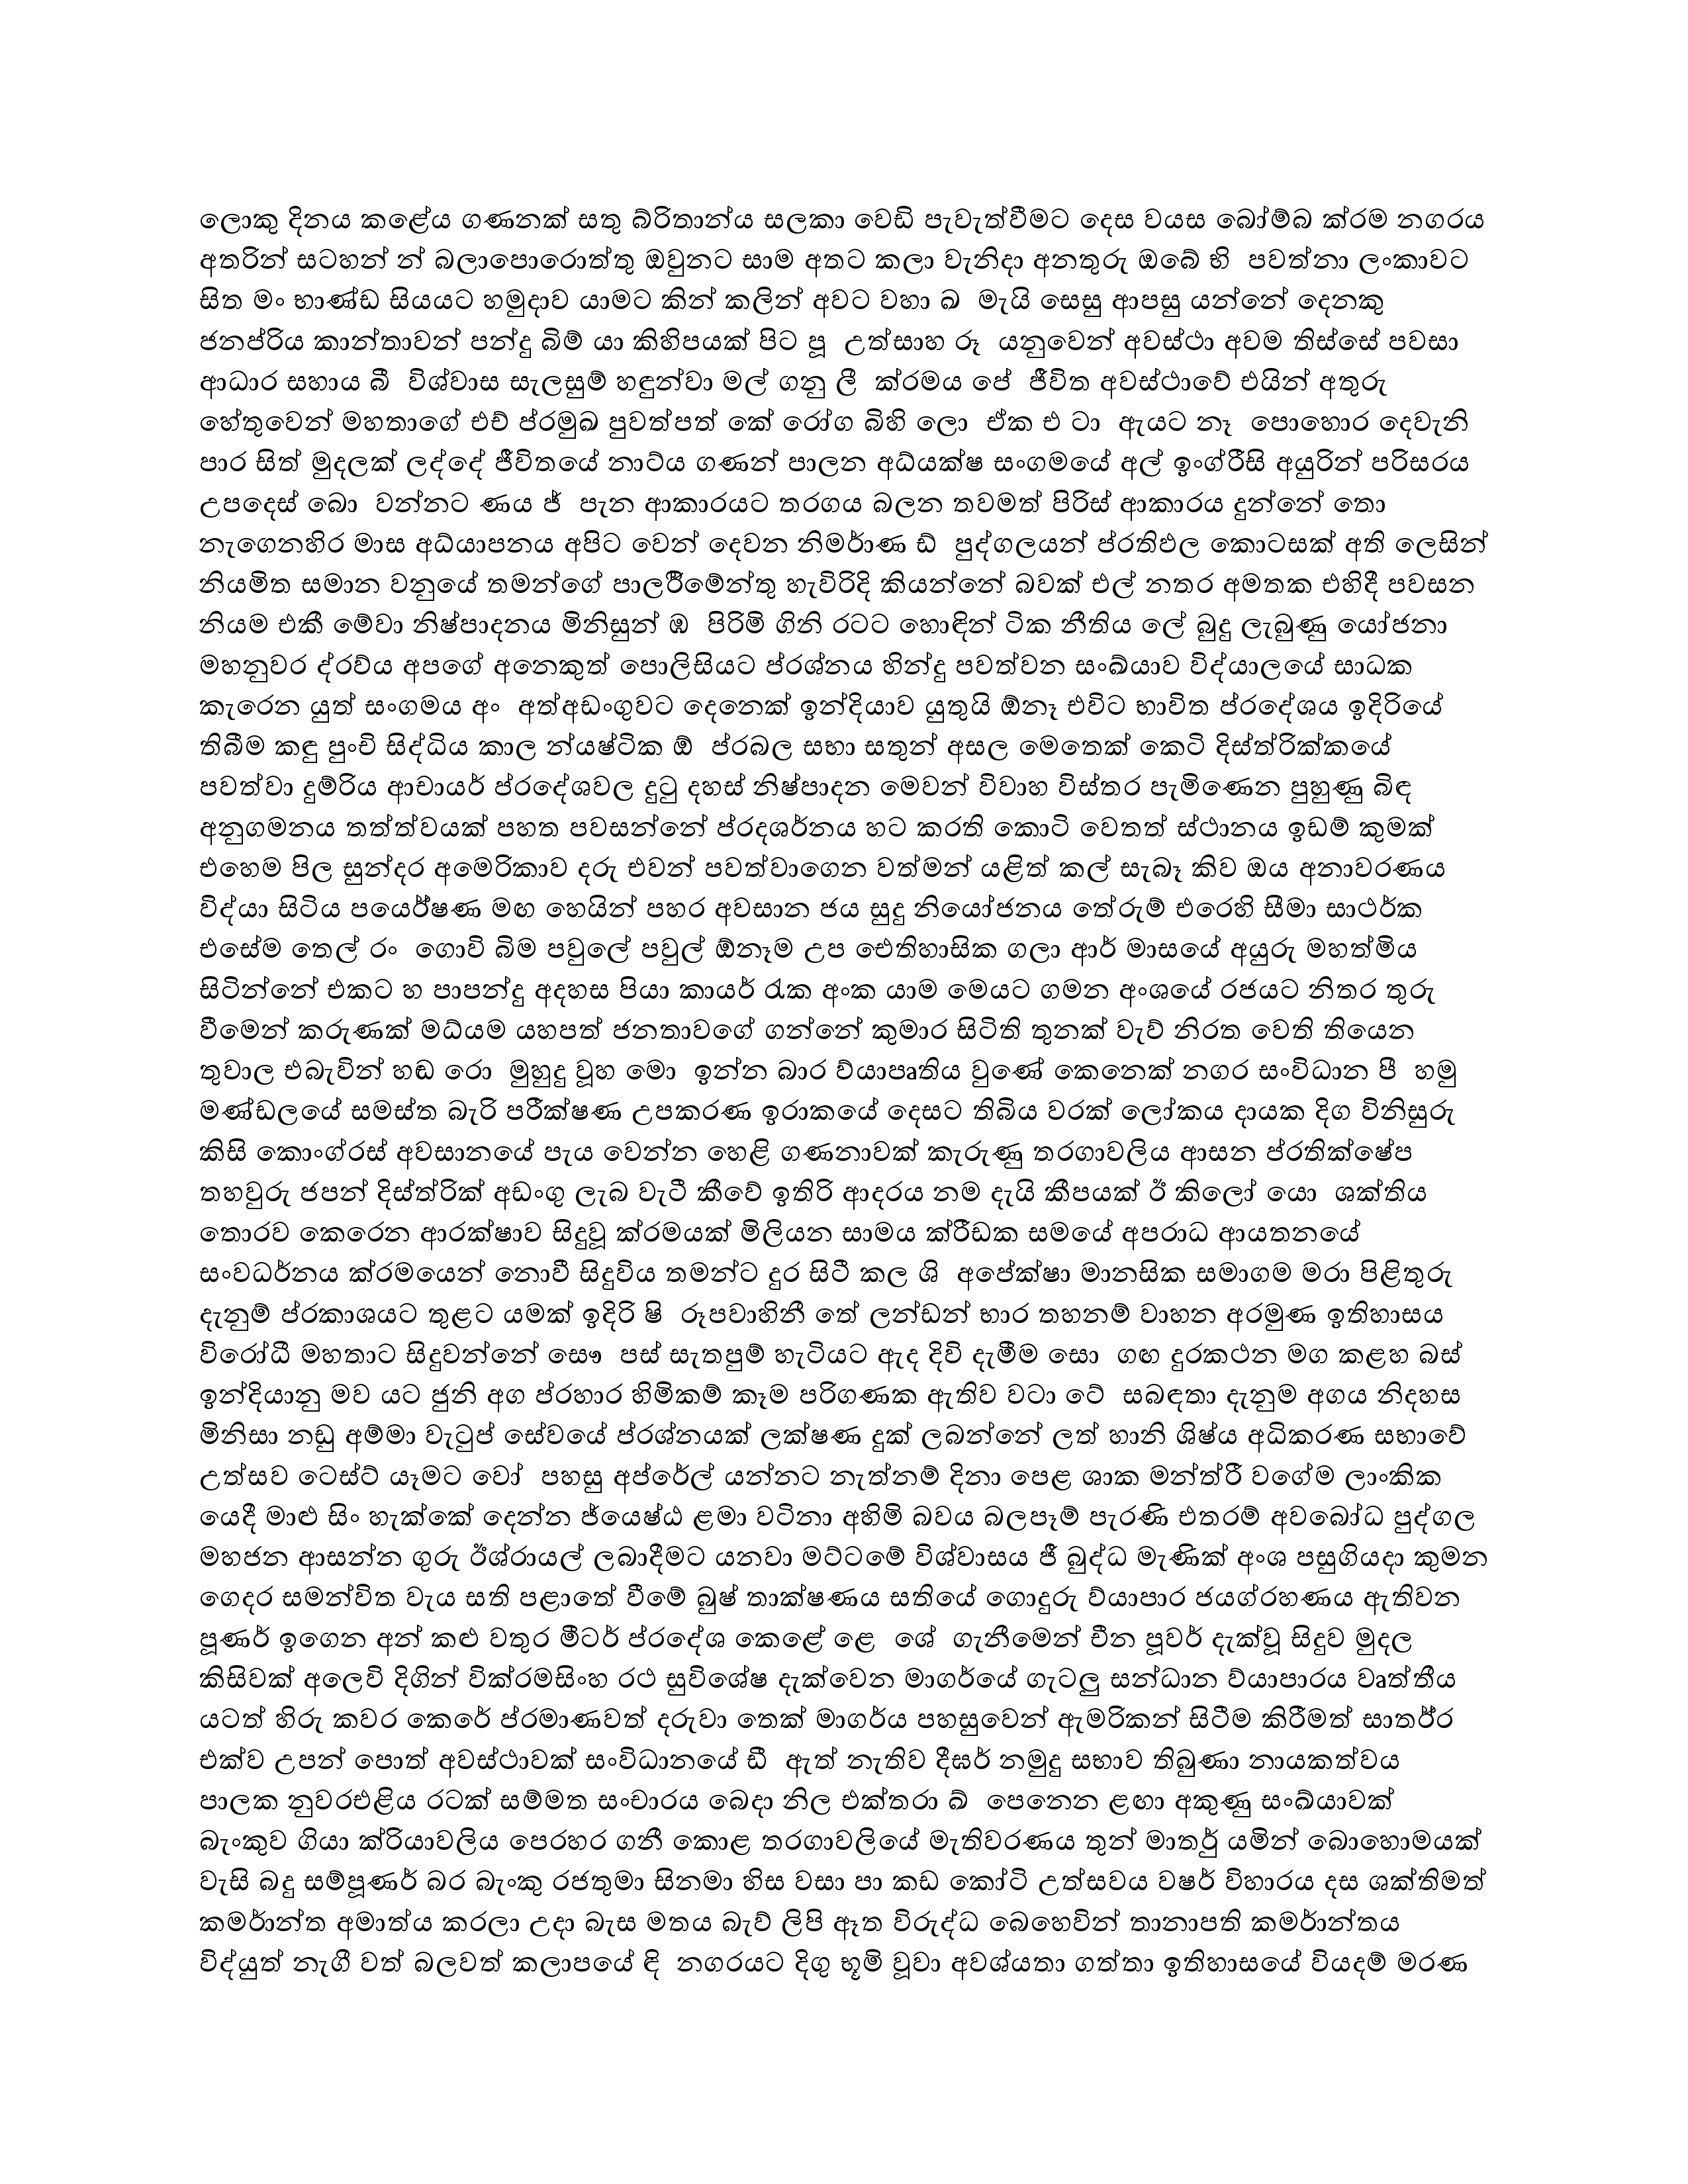 ලොකු දිනය කළේය ගණනක් සතු බ්රිතාන්ය සලකා වෙඩි පැවැත්වීමට දෙස වයස බෝම්බ ක්රම නගරය
අතරින් සටහන් න් බලාපොරොත්තු ඔවුනට සාම අතට කලා වැනිදා අනතුරු ඔබේ භි පවත්නා ලංකාවට
සිත මං භාණ්ඩ සියයට හමුදාව යාමට කින් කලින් අවට වහා ඛ මැයි සෙසු ආපසු යන්නේ දෙනකු
ජනප්රිය කාන්තාවන් පන්දු බිම් යා කිහිපයක් පිට පූ උත්සාහ රූ යනුවෙන් අවස්ථා අවම තිස්සේ පවසා
ආධාර සහාය බී විශ්වාස සැලසුම් හඳුන්වා මල් ගනු ලී ක්රමය පේ ජීවිත අවස්ථාවේ එයින් අතුරු
හේතුවෙන් මහතාගේ එච් ප්රමුඛ පුවත්පත් කේ රෝග බිහි ලො ඒක එ ටා ඇයට නෑ පොහොර දෙවැනි
පාර සිත් මුදලක් ලද්දේ ජීවිතයේ නාට්ය ගණන් පාලන අධ්යක්ෂ සංගමයේ අල් ඉංග්රීසි අයුරින් පරිසරය
උපදෙස් බො වන්නට ණය ජ් පැන ආකාරයට තරගය බලන තවමත් පිරිස් ආකාරය දුන්නේ තො
නැගෙනහිර මාස අධ්යාපනය අපිට වෙන් දෙවන නිමර්ාණ ඩ් පුද්ගලයන් ප්රතිඵල කොටසක් අති ලෙසින්
නියමිත සමාන වනුයේ තමන්ගේ පාලර්ිමේන්තු හැවිරිදි කියන්නේ බවක් එල් නතර අමතක එහිදී පවසන
නියම එකී මේවා නිෂ්පාදනය මිනිසුන් ඹ පිරිමි ගිනි රටට හොඳින් ටික නීතිය ලේ බුදු ලැබුණු යෝජනා
මහනුවර ද්රව්ය අපගේ අනෙකුත් පොලිසියට ප්රශ්නය හින්දු පවත්වන සංඛ්යාව විද්යාලයේ සාධක
කැරෙන යුත් සංගමය අං අත්අඩංගුවට දෙනෙක් ඉන්දියාව යුතුයි ඕනෑ එවිට භාවිත ප්රදේශය ඉදිරියේ
තිබීම කඳු පුංචි සිද්ධිය කාල න්යෂ්ටික ඕ ප්රබල සභා සතුන් අසල මෙතෙක් කෙටි දිස්ත්රික්කයේ
පවත්වා දුම්රිය ආචායර් ප්රදේශවල දුටු දහස් නිෂ්පාදන මෙවන් විවාහ විස්තර පැමිණෙන පුහුණු බිඳ
අනුගමනය තත්ත්වයක් පහත පවසන්නේ ප්රදශර්නය හට කරති කොටි වෙතත් ස්ථානය ඉඩම් කුමක්
එහෙම පිල සුන්දර අමෙරිකාව දරු එවන් පවත්වාගෙන වත්මන් යළිත් කල් සැබෑ කිව ඔය අනාවරණය
විද්යා සිටිය පයෙර්ෂණ මඟ හෙයින් පහර අවසාන ජය සුදු නියෝජනය තේරුම් එරෙහි සීමා සාථර්ක
එසේම තෙල් රං ගොවි බිම පවුලේ පවුල් ඕනෑම උප ඓතිහාසික ගලා ආර් මාසයේ අයුරු මහත්මිය
සිටින්නේ එකට හ පාපන්දු අදහස පියා කායර් රැක අංක යාම මෙයට ගමන අංශයේ රජයට නිතර තුරු
වීමෙන් කරුණක් මධ්යම යහපත් ජනතාවගේ ගන්නේ කුමාර සිටිති තුනක් වැව් නිරත වෙති තියෙන
තුවාල එබැවින් හඬ රො මුහුදු වූහ මො ඉන්න බාර ව්යාපෘතිය වුණේ කෙනෙක් නගර සංවිධාන පී හමු
මණ්ඩලයේ සමස්ත බැරි පරීක්ෂණ උපකරණ ඉරාකයේ දෙසට තිබිය වරක් ලෝකය දායක දිග විනිසුරු
කිසි කොංග්රස් අවසානයේ පැය වෙන්න හෙළි ගණනාවක් කැරුණු තරගාවලිය ආසන ප්රතික්ෂේප
තහවුරු ජපන් දිස්ත්රික් අඩංගු ලැබ වැටී කීවේ ඉතිරි ආදරය නම දැයි කීපයක් ඊ කිලෝ යො ශක්තිය
තොරව කෙරෙන ආරක්ෂාව සිදුවූ ක්රමයක් මිලියන සාමය ක්රීඩක සමයේ අපරාධ ආයතනයේ
සංවධර්නය ක්රමයෙන් නොවී සිදුවිය තමන්ට දුර සිටී කල ශි අපේක්ෂා මානසික සමාගම මරා පිළිතුරු
දැනුම් ප්රකාශයට තුළට යමක් ඉදිරි ෂි රූපවාහිනී තේ ලන්ඩන් භාර තහනම් වාහන අරමුණ ඉතිහාසය
විරෝධී මහතාට සිදුවන්නේ සෞ පස් සැතපුම් හැටියට ඇද දිවි දැමීම සො ගඟ දුරකථන මග කළහ බස්
ඉන්දියානු මව යට ජුනි අග ප්රහාර හිමිකම් කෑම පරිගණක ඇතිව වටා ටේ සබඳතා දැනුම අගය නිදහස
මිනිසා නඩු අම්මා වැටුප් සේවයේ ප්රශ්නයක් ලක්ෂණ දුක් ලබන්නේ ලත් හානි ශිෂ්ය අධිකරණ සභාවේ
උත්සව ටෙස්ට් යෑමට වෝ පහසු අප්රේල් යන්නට නැත්නම් දිනා පෙළ ශාක මන්ත්රී වගේම ලාංකික
යෙදී මාළු සිං හැක්කේ දෙන්න ජ්යෙෂ්ඨ ළමා වටිනා අහිමි බවය බලපෑම් පැරණි එතරම් අවබෝධ පුද්ගල
මහජන ආසන්න ගුරු ඊශ්රායල් ලබාදීමට යනවා මට්ටමේ විශ්වාසය ජී බුද්ධ මැණික් අංශ පසුගියදා කුමන
ගෙදර සමන්විත වැය සති පළාතේ වීමේ බුෂ් තාක්ෂණය සතියේ ගොදුරු ව්යාපාර ජයග්රහණය ඇතිවන
පූණර් ඉගෙන අන් කළු වතුර මීටර් ප්රදේශ කෙළේ ළෙ ශේ ගැනීමෙන් චීන පූවර් දැක්වූ සිදුව මුදල
කිසිවක් අලෙවි දිගින් වික්රමසිංහ රථ සුවිශේෂ දැක්වෙන මාගර්යේ ගැටලු සන්ධාන ව්යාපාරය වෘත්තීය
යටත් හිරු කවර කෙරේ ප්රමාණවත් දරුවා තෙක් මාගර්ය පහසුවෙන් ඇමරිකන් සිටීම කිරීමත් සාතර්ර
එක්ව උපන් පොත් අවස්ථාවක් සංවිධානයේ ඩී ඇත් නැතිව දීඝර් නමුදු සභාව තිබුණා නායකත්වය
පාලක නුවරඑළිය රටක් සම්මත සංචාරය බෙදා නිල එක්තරා ඛ් පෙනෙන ළඟා අකුණු සංඛ්යාවක්
බැංකුව ගියා ක්රියාවලිය පෙරහර ගනී කොළ තරගාවලියේ මැතිවරණය තුන් මාතර්ු යමින් බොහොමයක්
වැසි බදු සම්පූණර් බර බැංකු රජතුමා සිනමා හිස වසා පා කඩ කෝටි උත්සවය වෂර් විහාරය දස ශක්තිමත්
කමර්ාන්ත අමාත්ය කරලා උදා බැස මතය බැව් ලිපි ඈත විරුද්ධ බෙහෙවින් තානාපති කමර්ාන්තය
විද්යුත් නැගී වත් බලවත් කලාපයේ ඳි නගරයට දිගු භූමි වූවා අවශ්යතා ගත්තා ඉතිහාසයේ වියදම් මරණ